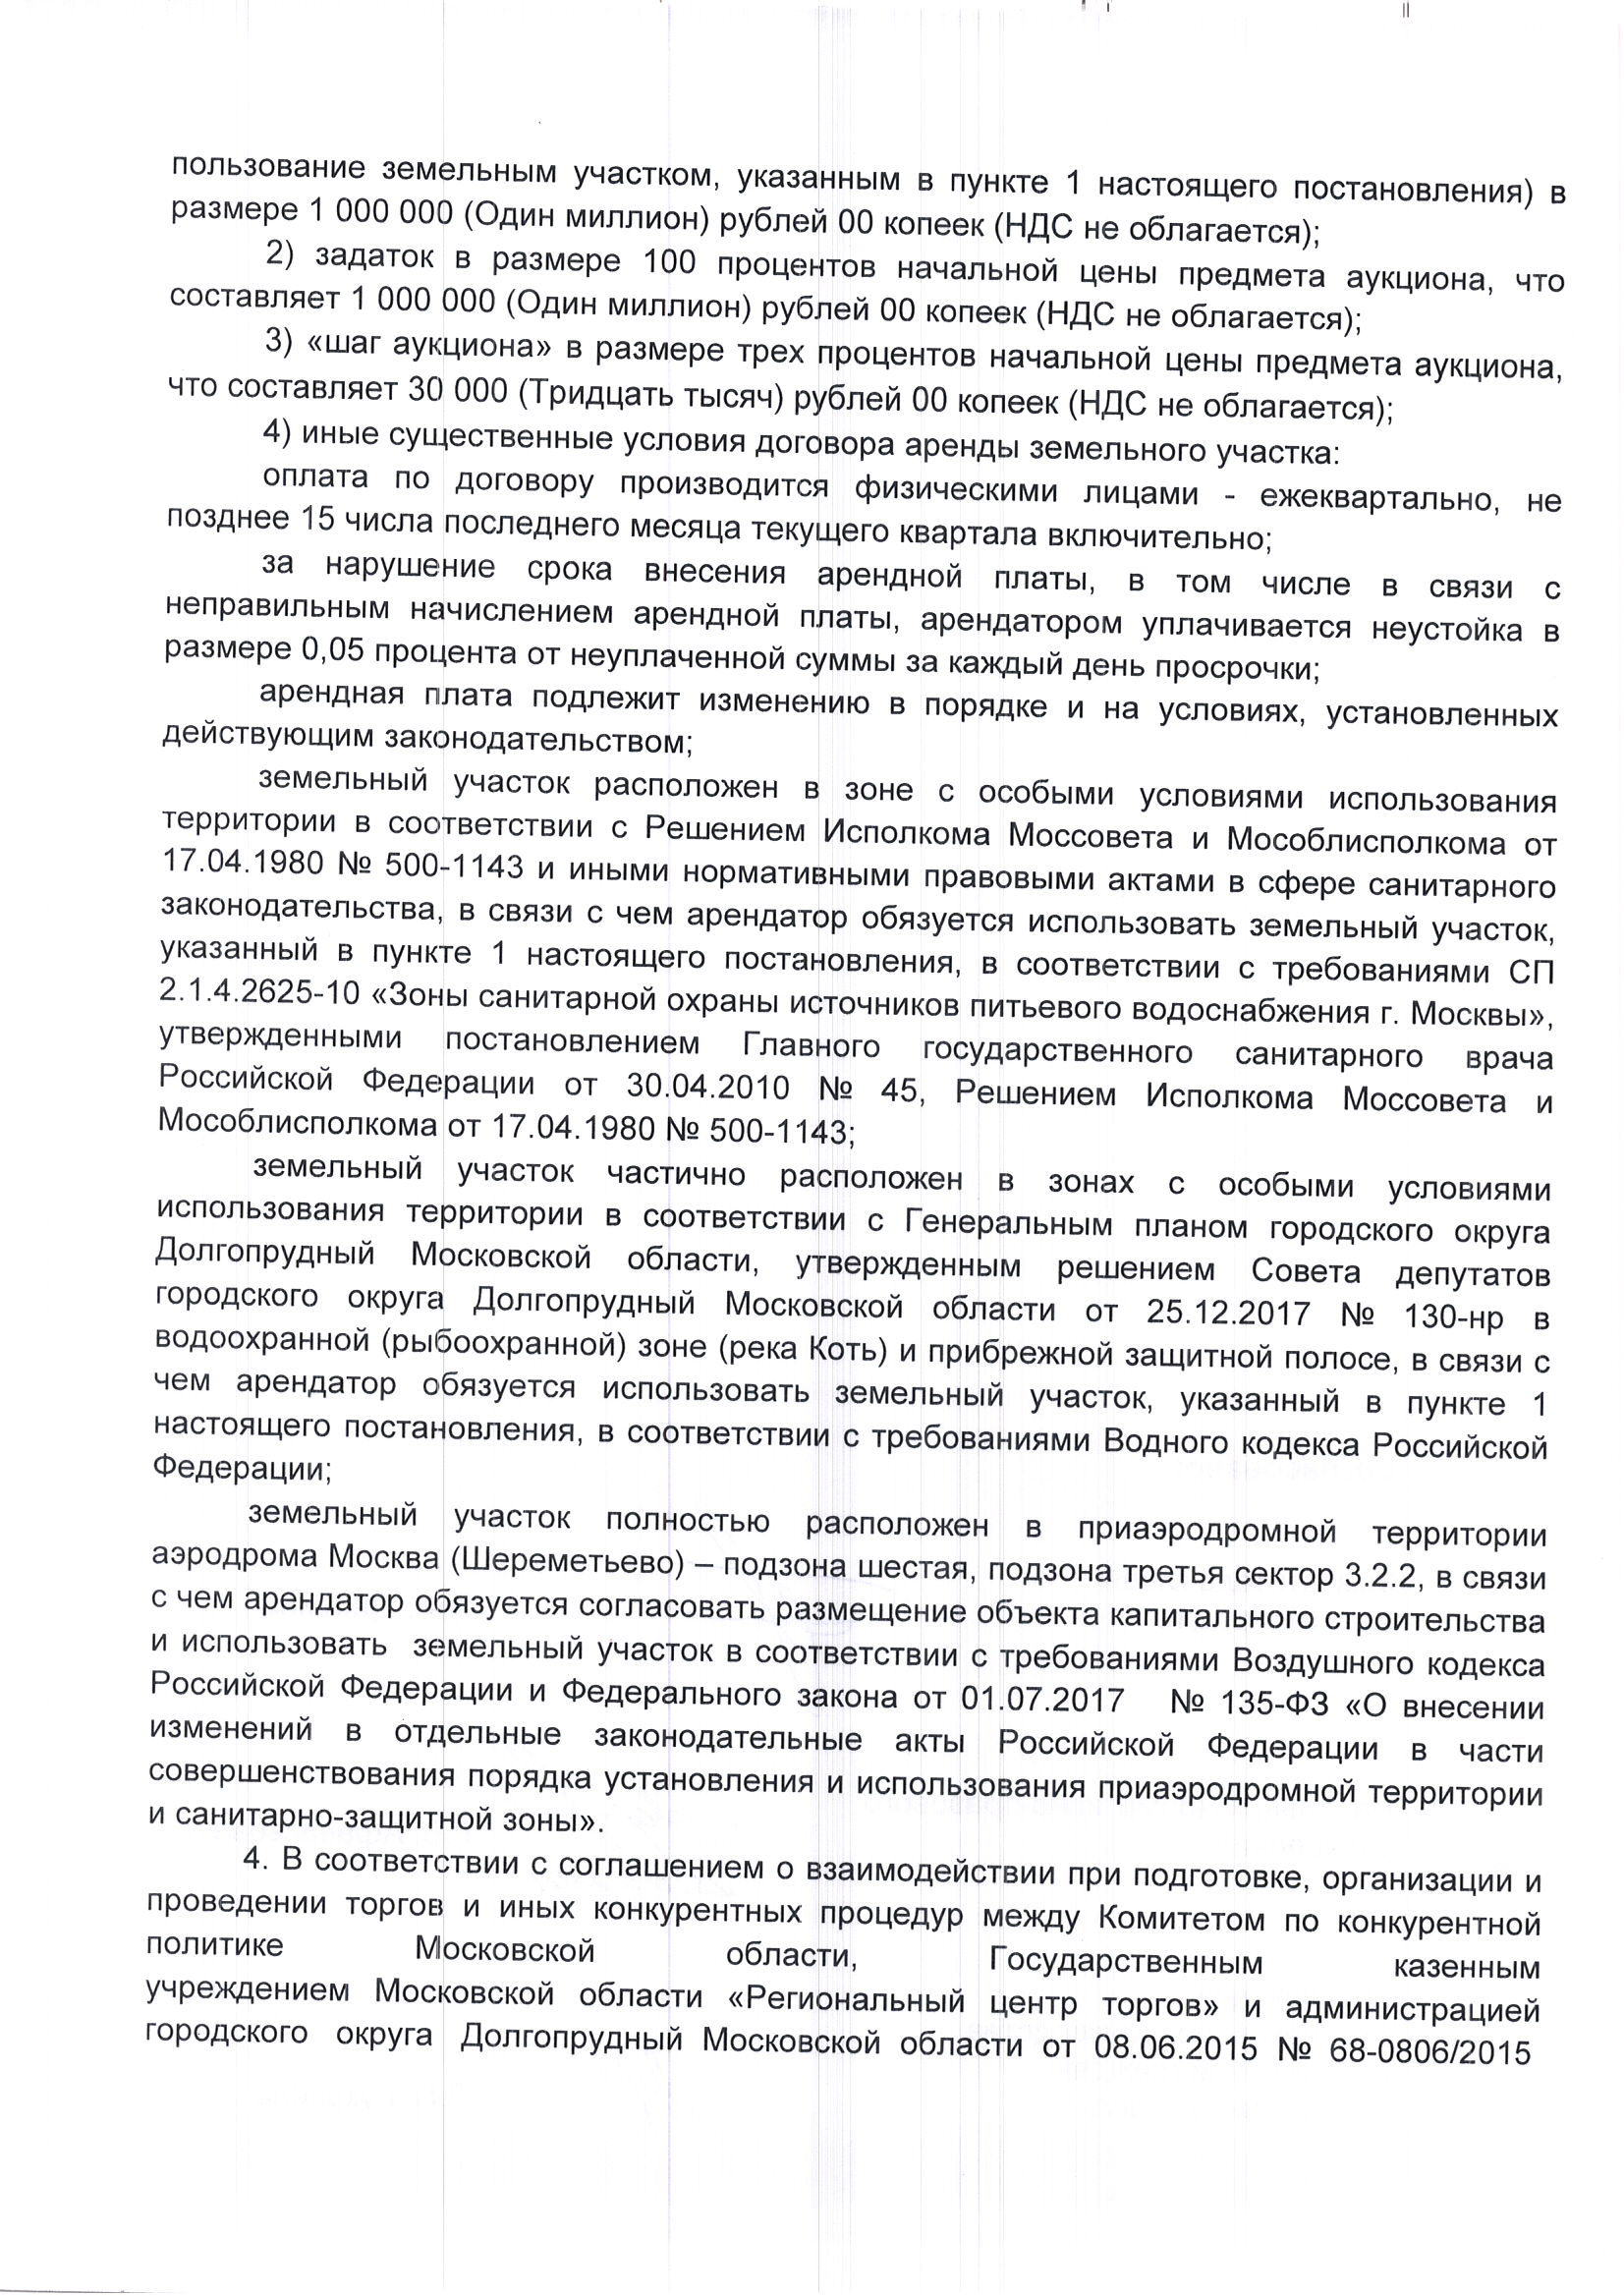 пользование земельным участком, указанным в пункте 1 настоящего постановления) в
размере 1 000 000 (Один миллион) рублей 00 копеек (НДС не облагается);
2) задаток в размере 100 процентов начальной цены предмета аукциона, что
составляет 1 000 000 (Один миллион) рублей 00 копеек (НДС не облагается);
3) «шаг аукциона» в размере трех процентов начальной цены предмета аукциона,
что составляет 30 000 (Тридцать тысяч) рублей 00 копеек (НДС не облагается);
4) иные существенные условия договора аренды земельного участка:
оплата по договору производится физическими лицами - ежеквартально, не
позднее 15 числа последнего месяца текущего квартала включительно;
за нарушение срока внесения арендной платы, в том числе в связи с
неправильным начислением арендной платы, арендатором уплачивается неустойка в
размере 0,05 процента от неуплаченной суммы за каждый день просрочки;
арендная плата подлежит изменению в порядке и на условиях, установленных
действующим законодательством;
земельный участок расположен в зоне с особыми условиями использования
территории в соответствии с Решением Исполкома Моссовета и Мособлисполкома от
17.04.1980 № 500-1143 и иными нормативными правовыми актами в сфере санитарного
законодательства, в связи с чем арендатор обязуется использовать земельный участок,
указанный в пункте 1 настоящего постановления, в соответствии с требованиями СП
2.1.4.2625-10 «Зоны санитарной охраны источников питьевого водоснабжения г. Москвы»,
утвержденными постановлением Главного государственного санитарного врача
Российской Федерации от 30.04.2010 № 45, Решением Исполкома Моссовета и
Мособлисполкома от 17.04.1980 № 500-1143;
земельный участок частично расположен в зонах с особыми условиями
использования территории в соответствии с Генеральным планом городского округа
Долгопрудный Московской области, утвержденным решением Совета депутатов
городского округа Долгопрудный Московской области от 25.12.2017 № 130-нр в
водоохранной (рыбоохранной) зоне (река Коть) и прибрежной защитной полосе, в связи с
чем арендатор обязуется использовать земельный участок, указанный в пункте 1
настоящего постановления, в соответствии с требованиями Водного кодекса Российской
Федерации;
земельный участок полностью расположен в приаэродромной территории
аэродрома Москва (Шереметьево) – подзона шестая, подзона третья сектор 3.2.2, в связи
с чем арендатор обязуется согласовать размещение объекта капитального строительства
и использовать земельный участок в соответствии с требованиями Воздушного кодекса
Российской Федерации и Федерального закона от 01.07.2017 № 135-ФЗ «О внесении
изменений в отдельные законодательные акты Российской Федерации в части
совершенствования порядка установления и использования приаэродромной территории
и санитарно-защитной зоны».
4. В соответствии с соглашением о взаимодействии при подготовке, организации и
проведении торгов и иных конкурентных процедур между Комитетом по конкурентной
политике Московской области, Государственным казенным
учреждением Московской области «Региональный центр торгов» и администрацией
городского округа Долгопрудный Московской области от 08.06.2015 № 68-0806/2015